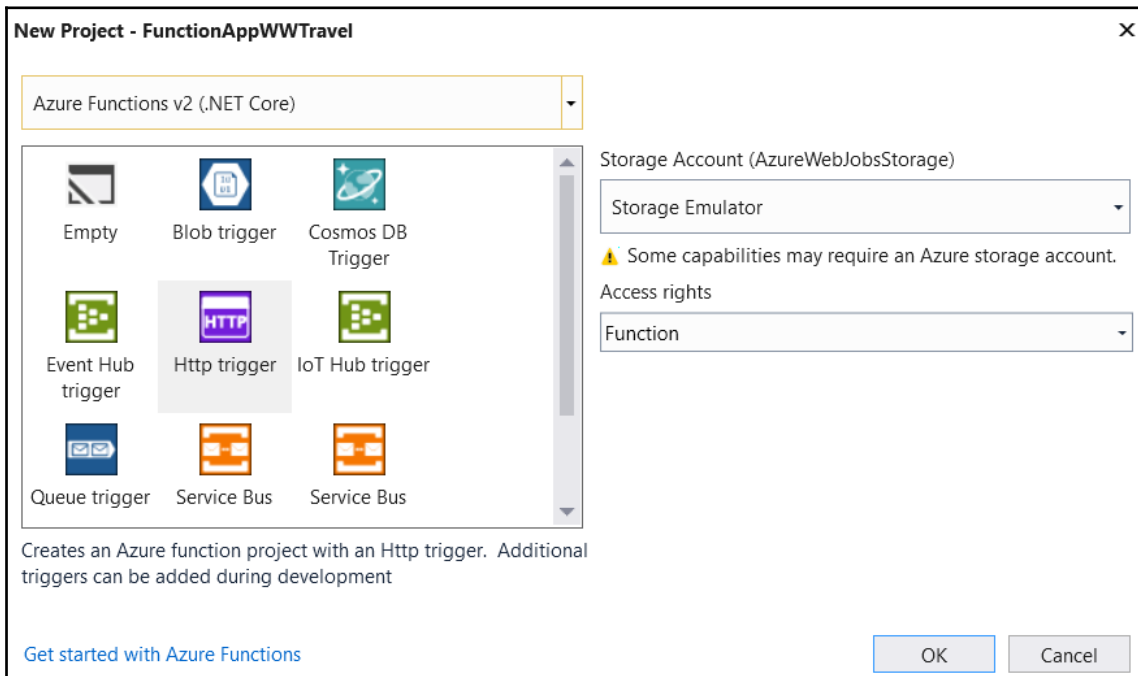 New Project - FunctionAppWWTravel
Azure Functions v2 (.NET Core)
Empty
Blob trigger
Cosmos DB
Trigger
Event Hub
trigger
HTTP
Http trigger
IoT Hub trigger
Queue trigger
Service Bus
Service Bus
Creates an Azure function project with an Http trigger.  Additional
triggers can be added during development
Storage Account (AzureWebJobsStorage)
Storage Emulator
Some capabilities may require an Azure storage account.
Access rights
Function
Get started with Azure Functions
OK
Cancel